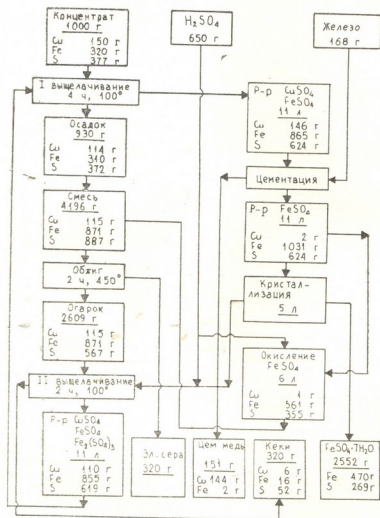 Концентрат
1000 г
Cu 150 г
Fe 320 г
S 377 г
H₂SO₄
650 г
Железо
168 г
I выщелачивание
4 ч, 100°
Р-р CuSO₄
FeSO₄
11 л
Cu 146 г
Fe 865 г
S 624 г
Осадок
930 г
Cu 114 г
Fe 310 г
S 372 г
Цементация
Смесь
4196 г
Cu 115 г
Fe 871 г
S 887 г
Р-р FeSO₄
11 л
Cu 2 г
Fe 1031 г
S 624 г
Обжиг
2 ч, 450°
Кристал-
лизация
5 л
Огарок
2609 г
Cu 115 г
Fe 871 г
S 567 г
Окисление
FeSO₄
6 л
Cu 1 г
Fe 561 г
S 355 г
II выщелачивание
2 ч, 100°
Р-р CuSO₄
FeSO₄
Fe₂(SO₄)₃
11 л
Cu 110 г
Fe 855 г
S 619 г
Эл. сера
320 г
Цем медь
151 г
Cu 144 г
Fe 2 г
Кеки
320 г
Cu 6 г
Fe 16 г
S 52 г
FeSO₄·7H₂O
2552 г
Fe 470 г
S 269 г